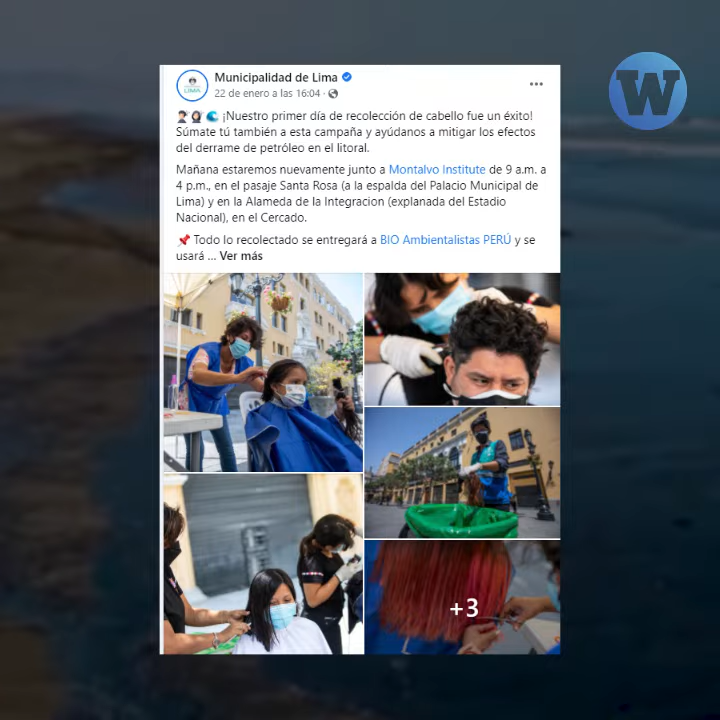 Municipalidad de Lima
22 de enero a las 16:04 ·
¡Nuestro primer día de recolección de cabello fue un éxito!
Súmate tú también a esta campaña y ayúdanos a mitigar los efectos
del derrame de petróleo en el litoral.
Mañana estaremos nuevamente junto a Montalvo Institute de 9 a.m. a
4 p.m., en el pasaje Santa Rosa (a la espalda del Palacio Municipal de
Lima) y en la Alameda de la Integracion (explanada del Estadio
Nacional), en el Cercado.
📌 Todo lo recolectado se entregará a BIO Ambientalistas PERÚ y se
usará ... Ver más
+3
W
LIMA